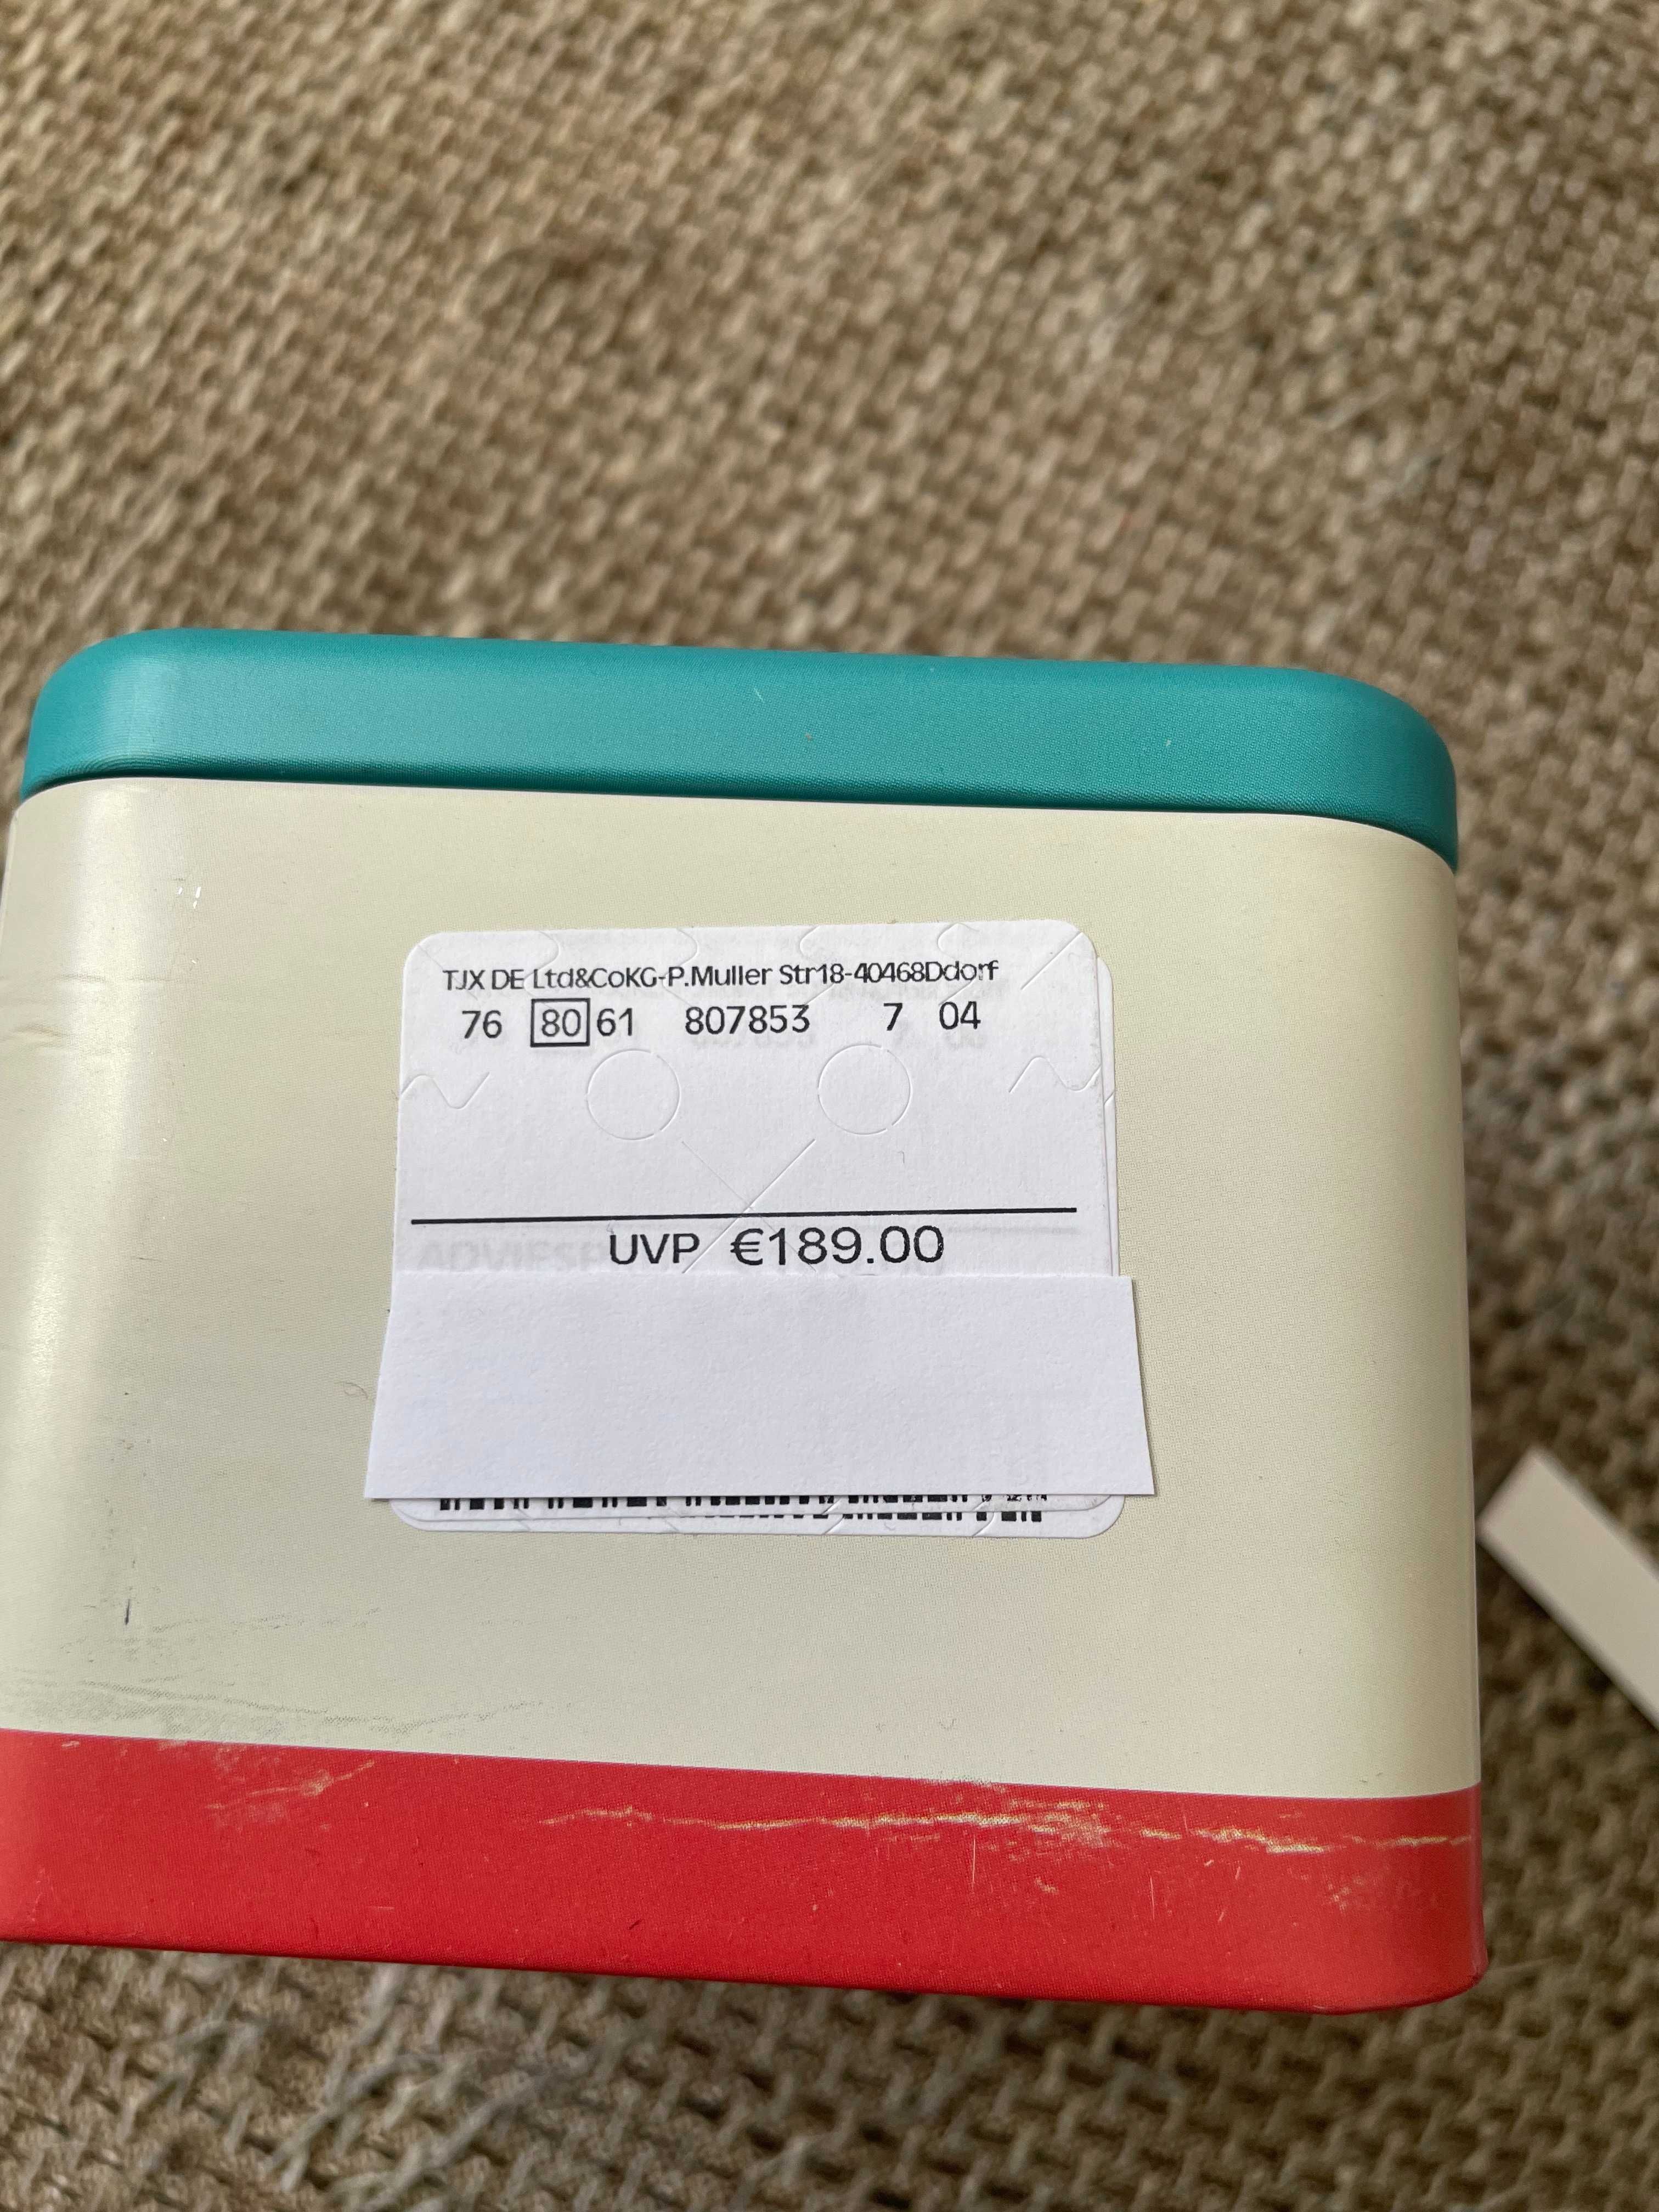 TJX DE Ltd&CoKG-P.Muller Str18-40468Ddorf
76 80 61 807853 7 04
UVP €189.00